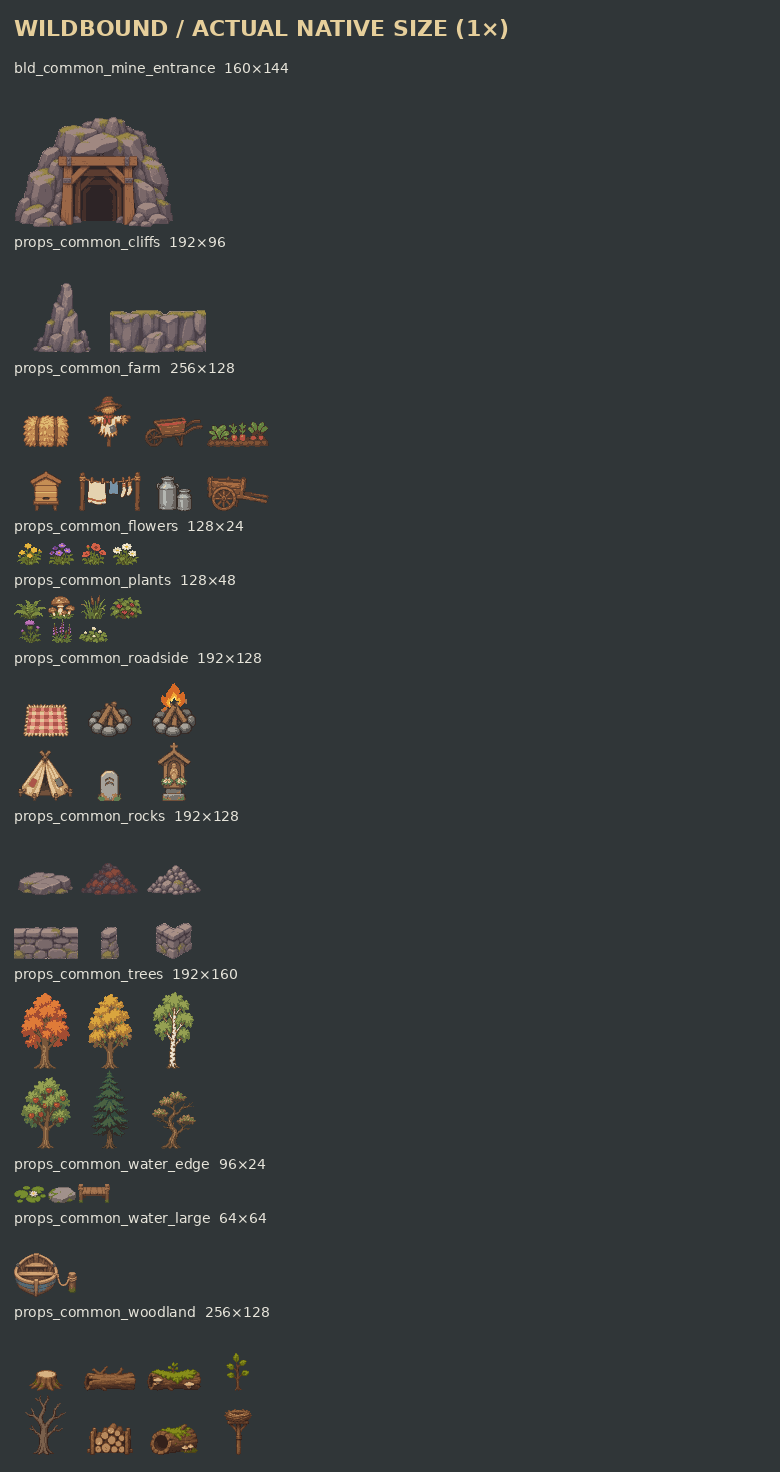 WILDBOUND / ACTUAL NATIVE SIZE (1×)
bld_common_mine_entrance 160×144
props_common_cliffs 192×96
props_common_farm 256×128
props_common_flowers 128×24
props_common_plants 128×48
props_common_roadside 192×128
props_common_rocks 192×128
props_common_trees 192×160
props_common_water_edge 96×24
props_common_water_large 64×64
props_common_woodland 256×128